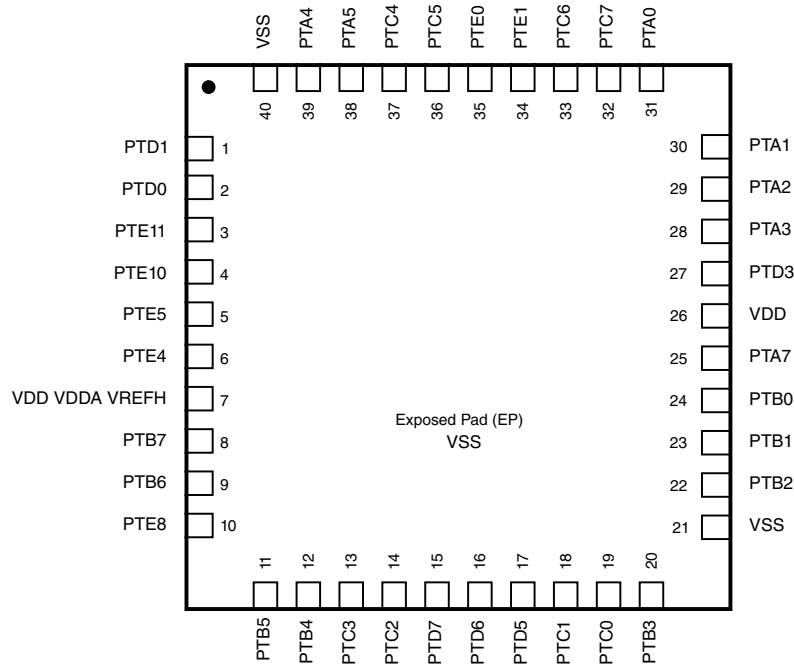 VSS
PTA4
PTA5
PTC4
PTC5
PTE0
PTE1
PTC6
PTC7
PTA0
40
39
38
37
36
35
34
33
32
31
PTD1 1
PTD0 2
PTE11 3
PTE10 4
PTE5 5
PTE4 6
VDD VDDA VREFH 7
PTB7 8
PTB6 9
PTE8 10
30 PTA1
29 PTA2
28 PTA3
27 PTD3
26 VDD
25 PTA7
24 PTB0
23 PTB1
22 PTB2
21 VSS
Exposed Pad (EP)
VSS
11
12
13
14
15
16
17
18
19
20
PTB5
PTB4
PTC3
PTC2
PTD7
PTD6
PTD5
PTC1
PTC0
PTB3